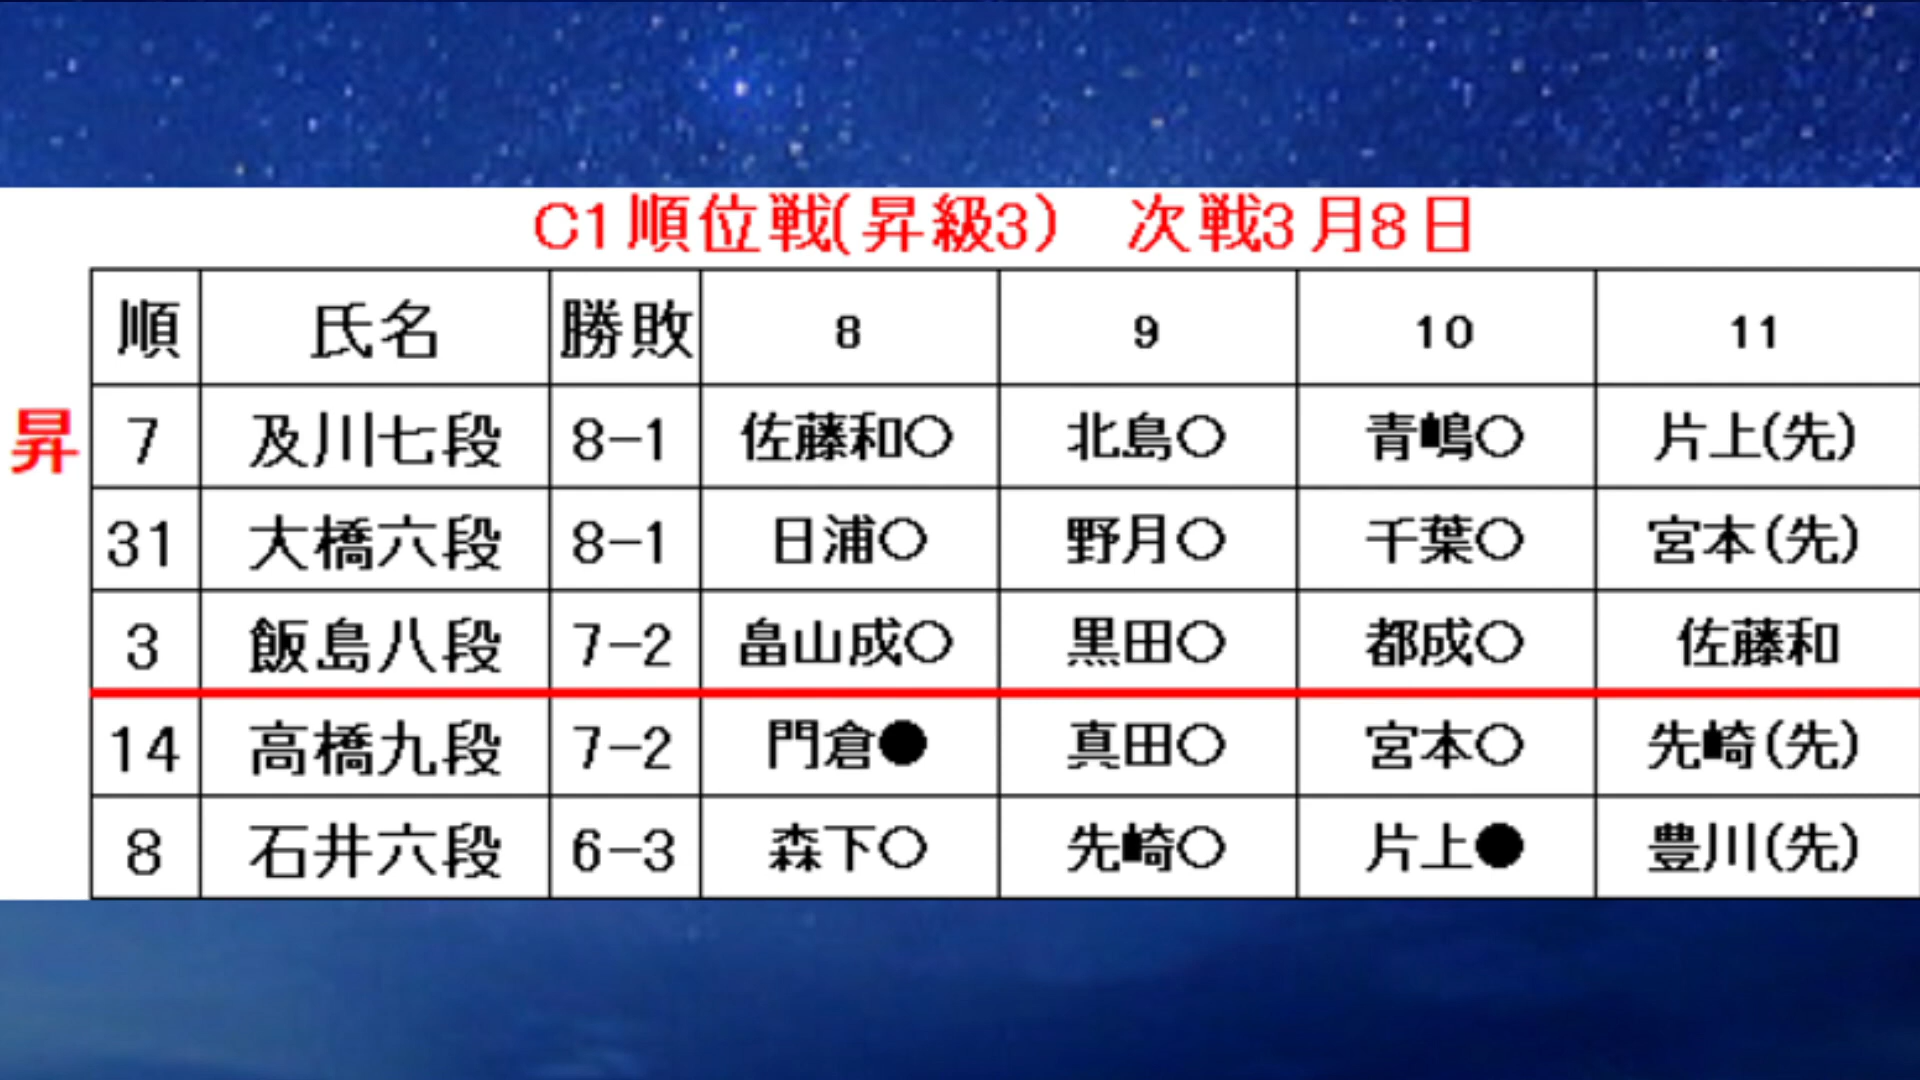 C1順位戦(昇級3) 次戦3月8日
順 氏名 勝敗 8 9 10 11
昇 7 及川七段 8-1 佐藤和○ 北島○ 青嶋○ 片上(先)
31 大橋六段 8-1 日浦○ 野月○ 千葉○ 宮本(先)
3 飯島八段 7-2 畠山成○ 黒田○ 都成○ 佐藤和
14 高橋九段 7-2 門倉● 真田○ 宮本○ 先崎(先)
8 石井六段 6-3 森下○ 先崎○ 片上● 豊川(先)